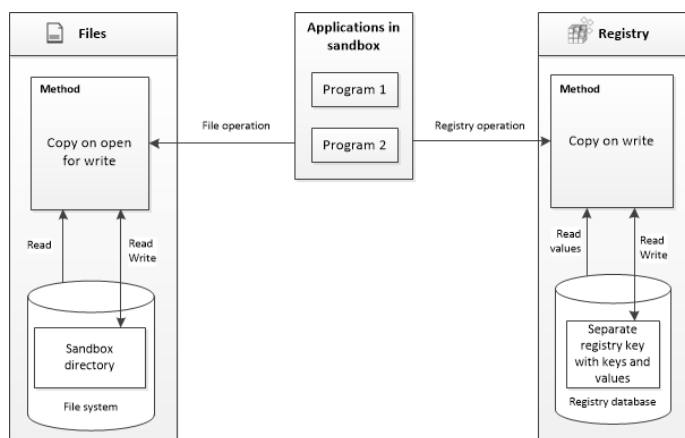 Files
Method
Copy on open
for write
Read
Read
Write
Sandbox
directory
File system
Applications in
sandbox
Program 1
Program 2
File operation
Registry operation
Registry
Method
Copy on write
Read
values
Read
Write
Separate
registry key
with keys and
values
Registry database